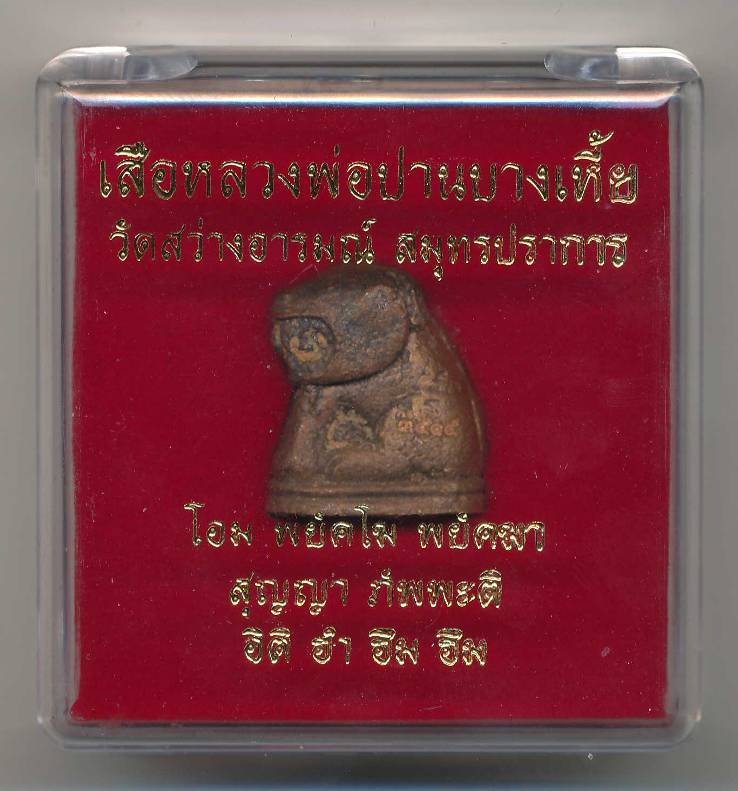 เสือหลวงพ่อปานบางเหี้ย
วัดสว่างอารมณ์ สมุทรปราการ
โอม พยัคโฆ พยัคฆา
สุญญา ภัพพะติ
อิติ ฮำ ฮึม ฮึม